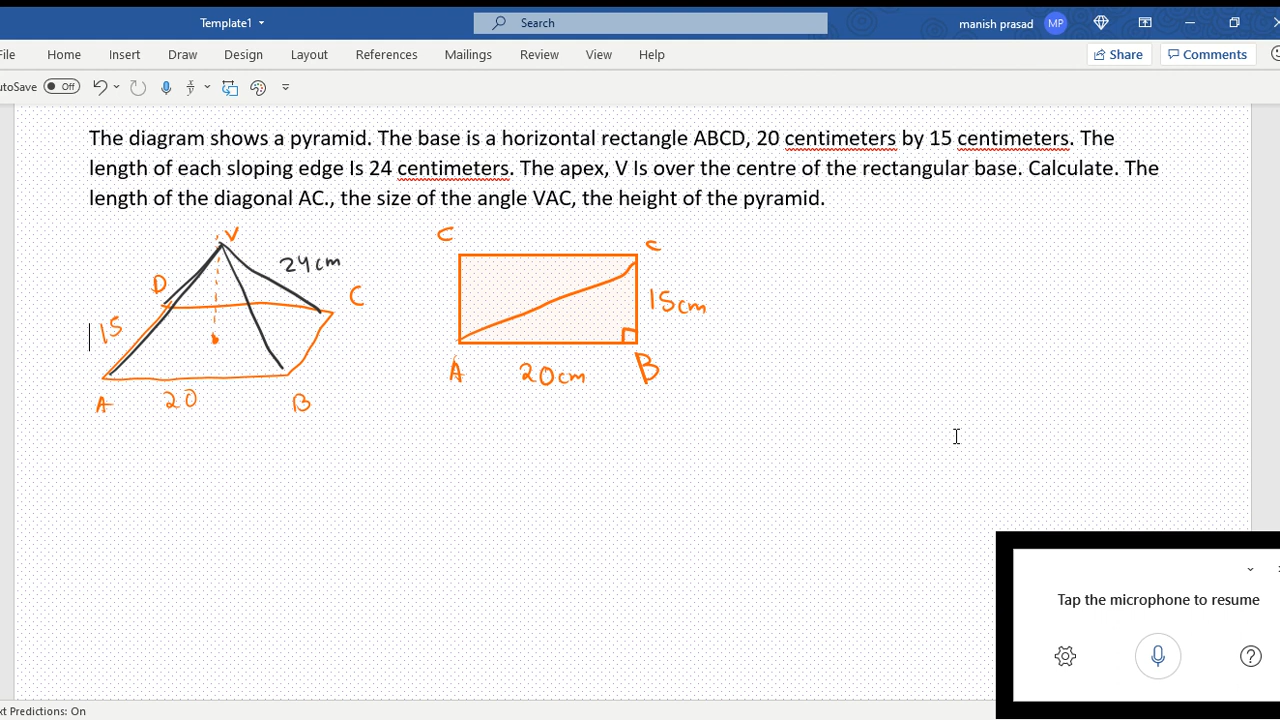 Template1
Search
manish prasad
MP
File Home Insert Draw Design Layout References Mailings Review View Help
Share
Comments
utoSave Off
The diagram shows a pyramid. The base is a horizontal rectangle ABCD, 20 centimeters by 15 centimeters. The
length of each sloping edge Is 24 centimeters. The apex, V Is over the centre of the rectangular base. Calculate. The
length of the diagonal AC., the size of the angle VAC, the height of the pyramid.
V
24cm
D
C
15
A
20
B
C
c
15cm
A
20cm
B
Tap the microphone to resume
xt Predictions: On